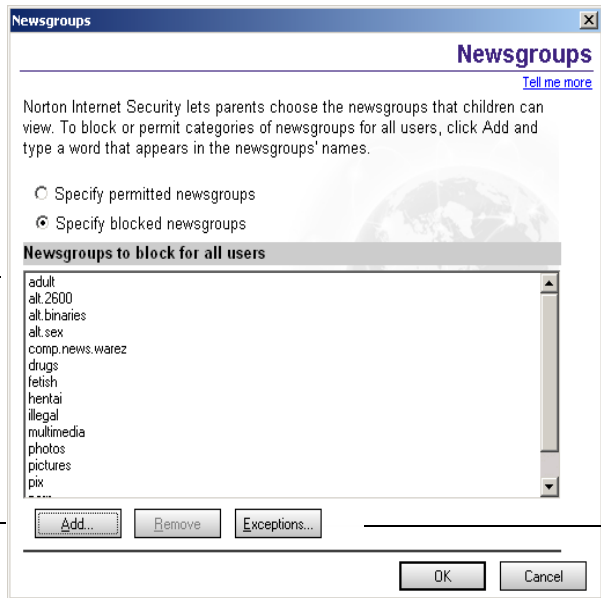 Newsgroups
Newsgroups
Tell me more
Norton Internet Security lets parents choose the newsgroups that children can
view. To block or permit categories of newsgroups for all users, click Add and
type a word that appears in the newsgroups' names.
Specify permitted newsgroups
Specify blocked newsgroups
Newsgroups to block for all users
adult
alt.2600
alt.binaries
alt.sex
comp.news.warez
drugs
fetish
hentai
illegal
multimedia
photos
pictures
pix
Add... Remove Exceptions...
OK Cancel